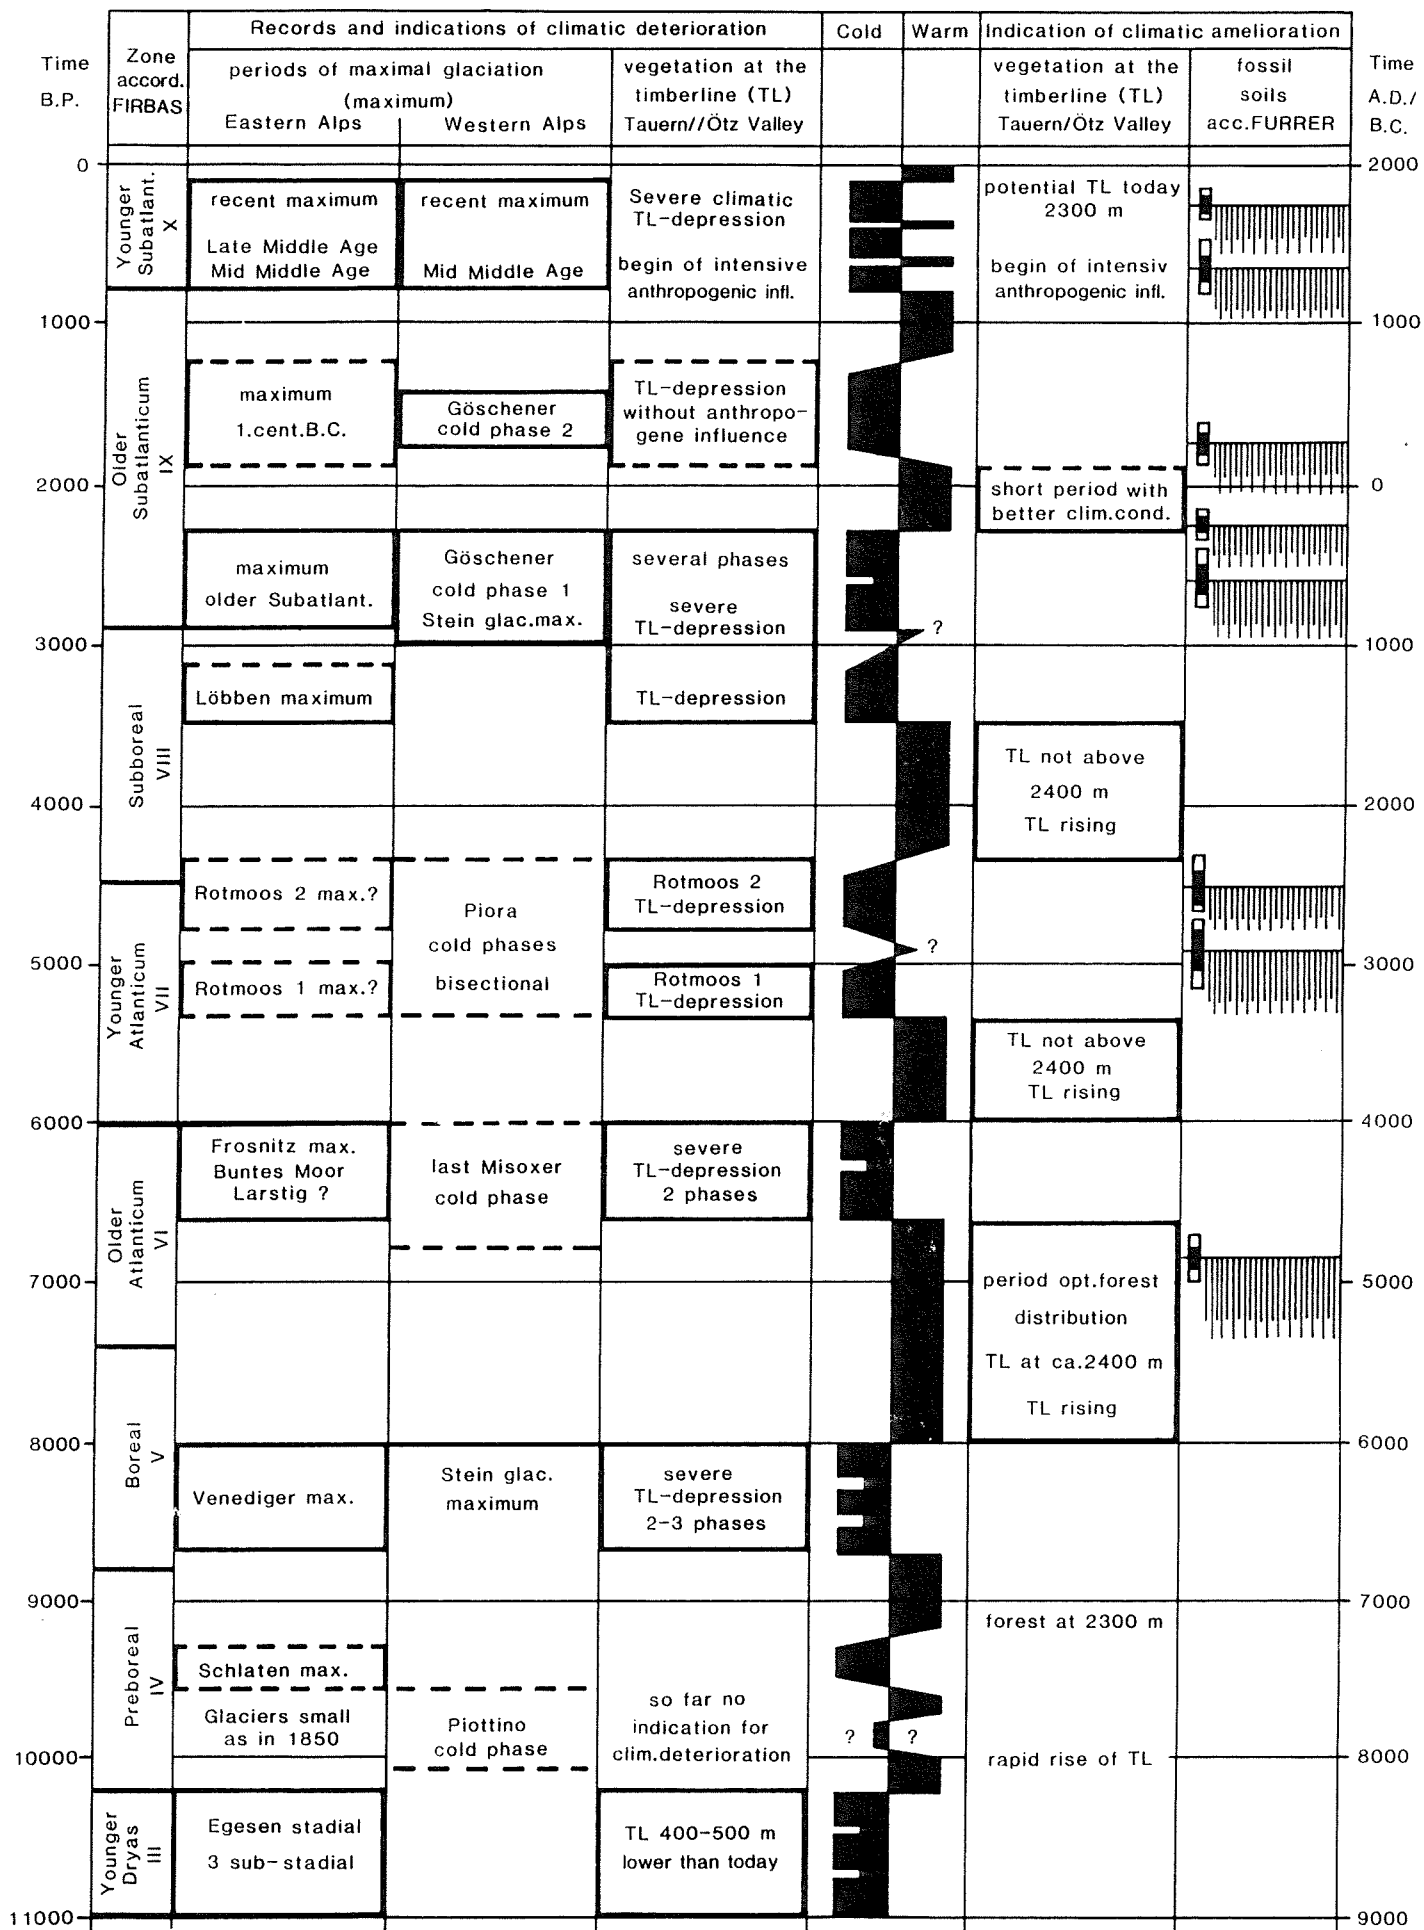 Records and indications of climatic deterioration
Cold
Warm
Indication of climatic amelioration
Time
B.P.
Zone
accord.
FIRBAS
periods of maximal glaciation
(maximum)
Eastern Alps
Western Alps
vegetation at the
timberline (TL)
Tauern//Ötz Valley
vegetation at the
timberline (TL)
Tauern/Ötz Valley
fossil
soils
acc.FURRER
Time
A.D./
B.C.
0
1000
2000
3000
4000
5000
6000
7000
8000
9000
10000
11000
Younger
Subatlant.
X
Older
Subatlanticum
IX
Subboreal
VIII
Younger
Atlanticum
VII
Older
Atlanticum
VI
Boreal
V
Preboreal
IV
Younger
Dryas
III
recent maximum
Late Middle Age
Mid Middle Age
maximum
1.cent.B.C.
maximum
older Subatlant.
Löbben maximum
Rotmoos 2 max.?
Rotmoos 1 max.?
Frosnitz max.
Buntes Moor
Larstig ?
Venediger max.
Schlaten max.
Glaciers small
as in 1850
Egesen stadial
3 sub-stadial
recent maximum
Mid Middle Age
Göschener
cold phase 2
Göschener
cold phase 1
Stein glac.max.
Piora
cold phases
bisectional
last Misoxer
cold phase
Stein glac.
maximum
Piottino
cold phase
Severe climatic
TL-depression
begin of intensive
anthropogenic infl.
TL-depression
without anthropo-
gene influence
several phases
severe
TL-depression
TL-depression
Rotmoos 2
TL-depression
Rotmoos 1
TL-depression
severe
TL-depression
2 phases
severe
TL-depression
2-3 phases
so far no
indication for
clim.deterioration
TL 400-500 m
lower than today
?
?
?
?
potential TL today
2300 m
begin of intensiv
anthropogenic infl.
short period with
better clim.cond.
TL not above
2400 m
TL rising
TL not above
2400 m
TL rising
period opt.forest
distribution
TL at ca.2400 m
TL rising
forest at 2300 m
rapid rise of TL
2000
1000
0
1000
2000
3000
4000
5000
6000
7000
8000
9000